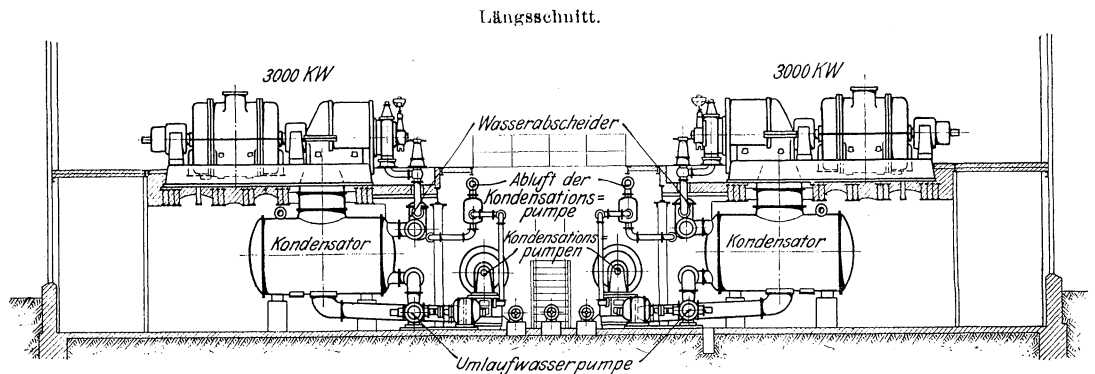 Längsschnitt.
3000 KW
3000 KW
Wasserabscheider
Abluft der
Kondensations=
pumpe
Kondensator
Kondensations=
pumpen
Kondensator
Umlaufwasserpumpe